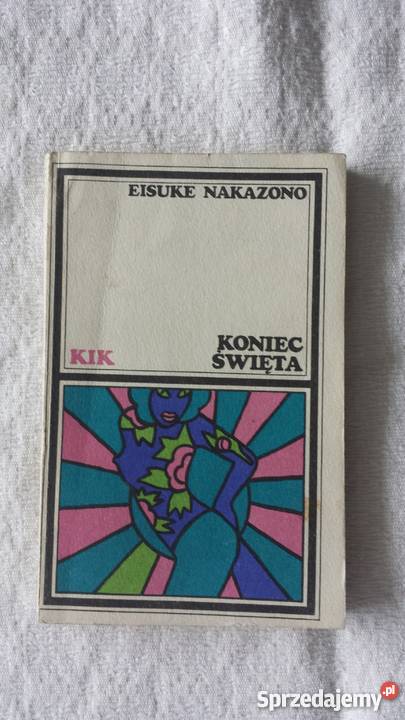 EISUKE NAKAZONO
KONIEC
KIK ŚWIĘTA
Sprzedajemy.pl